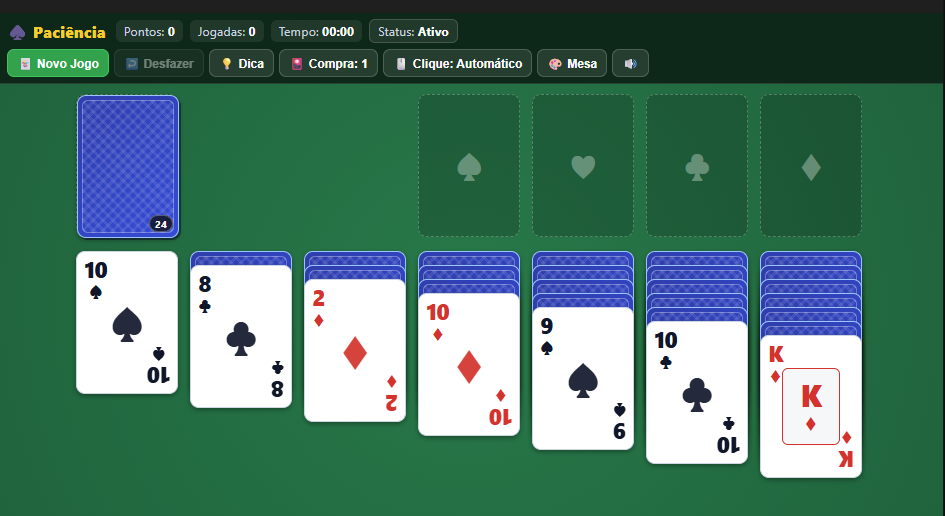 Paciência Pontos: 0 Jogadas: 0 Tempo: 00:00 Status: Ativo
Novo Jogo Desfazer Dica Compra: 1 Clique: Automático Mesa
24
10 8 2 10 9 10 K
K
10 8 2 10 9 10 K